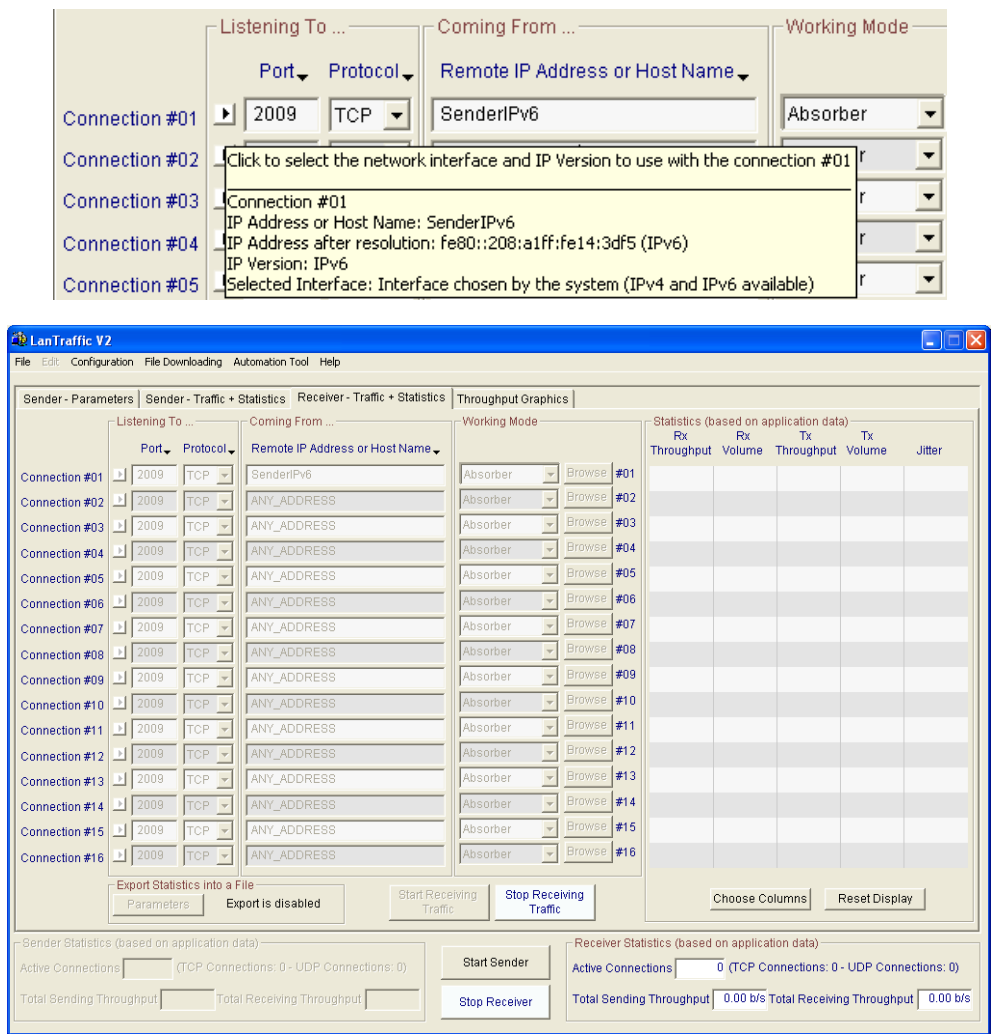 Listening To ... Coming From ... Working Mode
Port Protocol Remote IP Address or Host Name
Connection #01 2009 TCP SenderIPv6 Absorber
Connection #02 Click to select the network interface and IP Version to use with the connection #01 r
Connection #03 Connection #01 r
IP Address or Host Name: SenderIPv6
Connection #04 IP Address after resolution: fe80::208:a1ff:fe14:3df5 (IPv6) r
IP Version: IPv6
Connection #05 Selected Interface: Interface chosen by the system (IPv4 and IPv6 available) r
LanTraffic V2
File Edit Configuration File Downloading Automation Tool Help
Sender - Parameters Sender - Traffic + Statistics Receiver - Traffic + Statistics Throughput Graphics
Listening To ... Coming From ... Working Mode Statistics (based on application data)
Rx Rx Tx Tx
Port Protocol Remote IP Address or Host Name Throughput Volume Throughput Volume Jitter
Connection #01 2009 TCP SenderIPv6 Absorber Browse #01
Connection #02 2009 TCP ANY_ADDRESS Absorber Browse #02
Connection #03 2009 TCP ANY_ADDRESS Absorber Browse #03
Connection #04 2009 TCP ANY_ADDRESS Absorber Browse #04
Connection #05 2009 TCP ANY_ADDRESS Absorber Browse #05
Connection #06 2009 TCP ANY_ADDRESS Absorber Browse #06
Connection #07 2009 TCP ANY_ADDRESS Absorber Browse #07
Connection #08 2009 TCP ANY_ADDRESS Absorber Browse #08
Connection #09 2009 TCP ANY_ADDRESS Absorber Browse #09
Connection #10 2009 TCP ANY_ADDRESS Absorber Browse #10
Connection #11 2009 TCP ANY_ADDRESS Absorber Browse #11
Connection #12 2009 TCP ANY_ADDRESS Absorber Browse #12
Connection #13 2009 TCP ANY_ADDRESS Absorber Browse #13
Connection #14 2009 TCP ANY_ADDRESS Absorber Browse #14
Connection #15 2009 TCP ANY_ADDRESS Absorber Browse #15
Connection #16 2009 TCP ANY_ADDRESS Absorber Browse #16
Export Statistics into a File
Parameters Export is disabled
Start Receiving Traffic
Stop Receiving Traffic
Choose Columns Reset Display
Sender Statistics (based on application data)
Active Connections (TCP Connections: 0 - UDP Connections: 0)
Total Sending Throughput Total Receiving Throughput
Start Sender
Stop Receiver
Receiver Statistics (based on application data)
Active Connections 0 (TCP Connections: 0 - UDP Connections: 0)
Total Sending Throughput 0.00 b/s Total Receiving Throughput 0.00 b/s